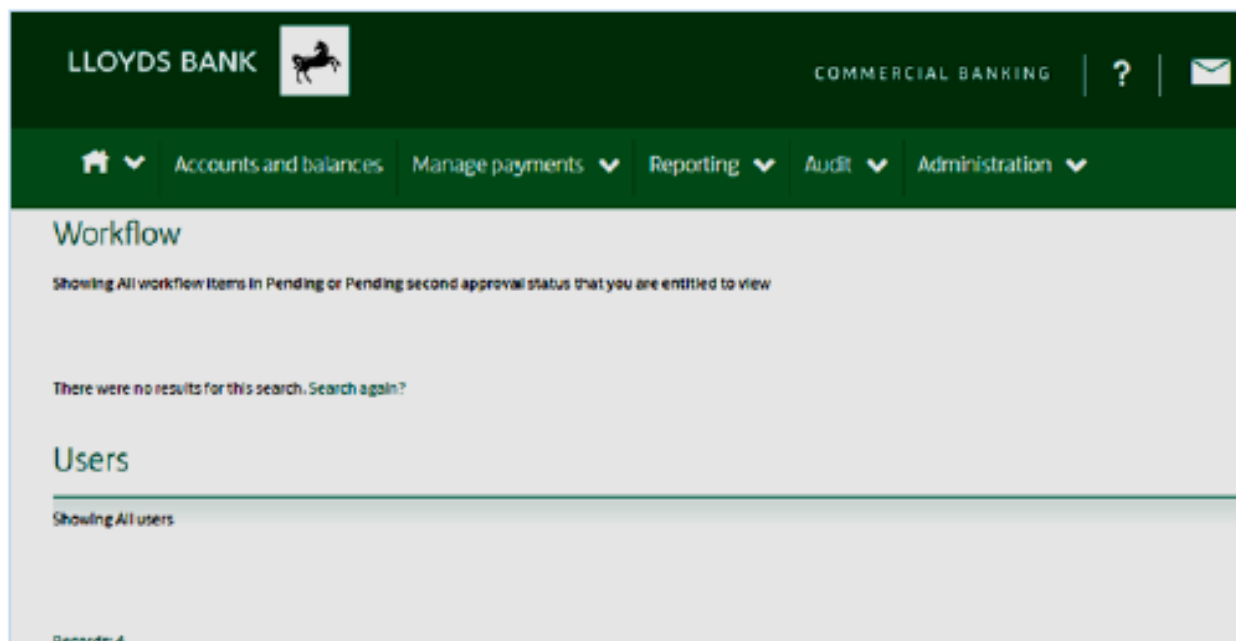 LLOYDS BANK
COMMERCIAL BANKING ?
Accounts and balances Manage payments Reporting Audit Administration
Workflow
Showing All workflow items in Pending or Pending second approval status that you are entitled to view
There were no results for this search. Search again?
Users
Showing All users